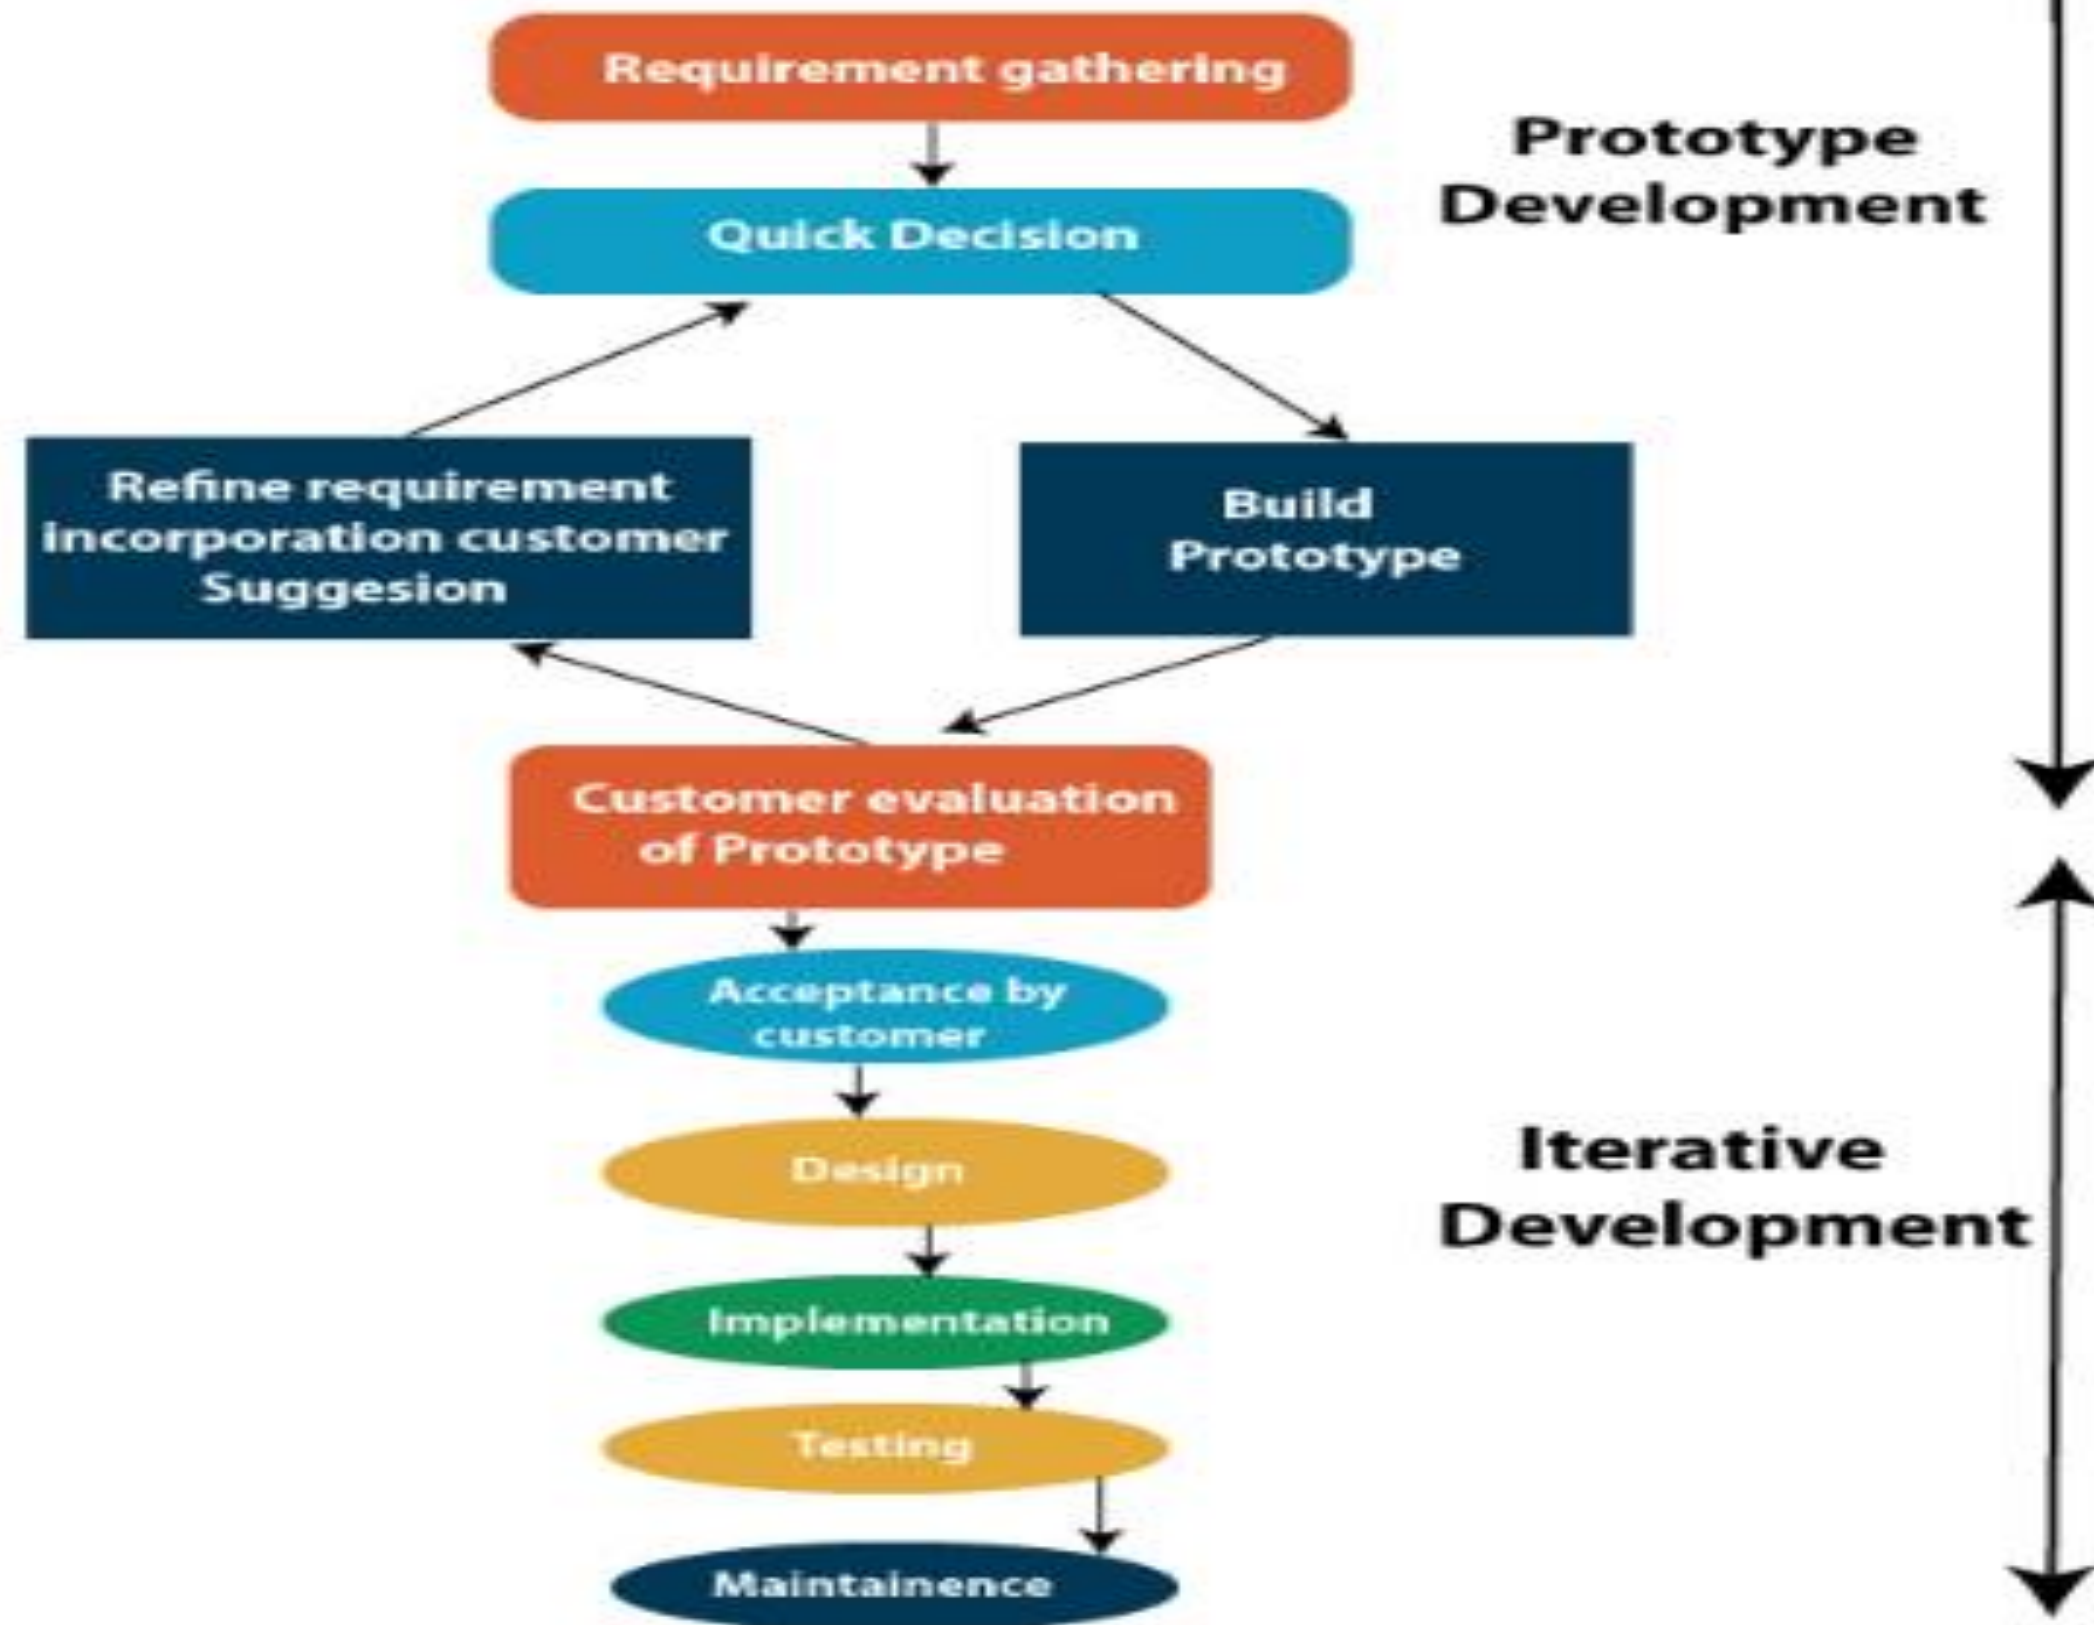 Requirement gathering
Prototype
Development
Quick Decision
Refine requirement
incorporation customer
Suggesion
Build
Prototype
Customer evaluation
of Prototype
Acceptance by
customer
Design
Iterative
Development
Implementation
Testing
Maintainence